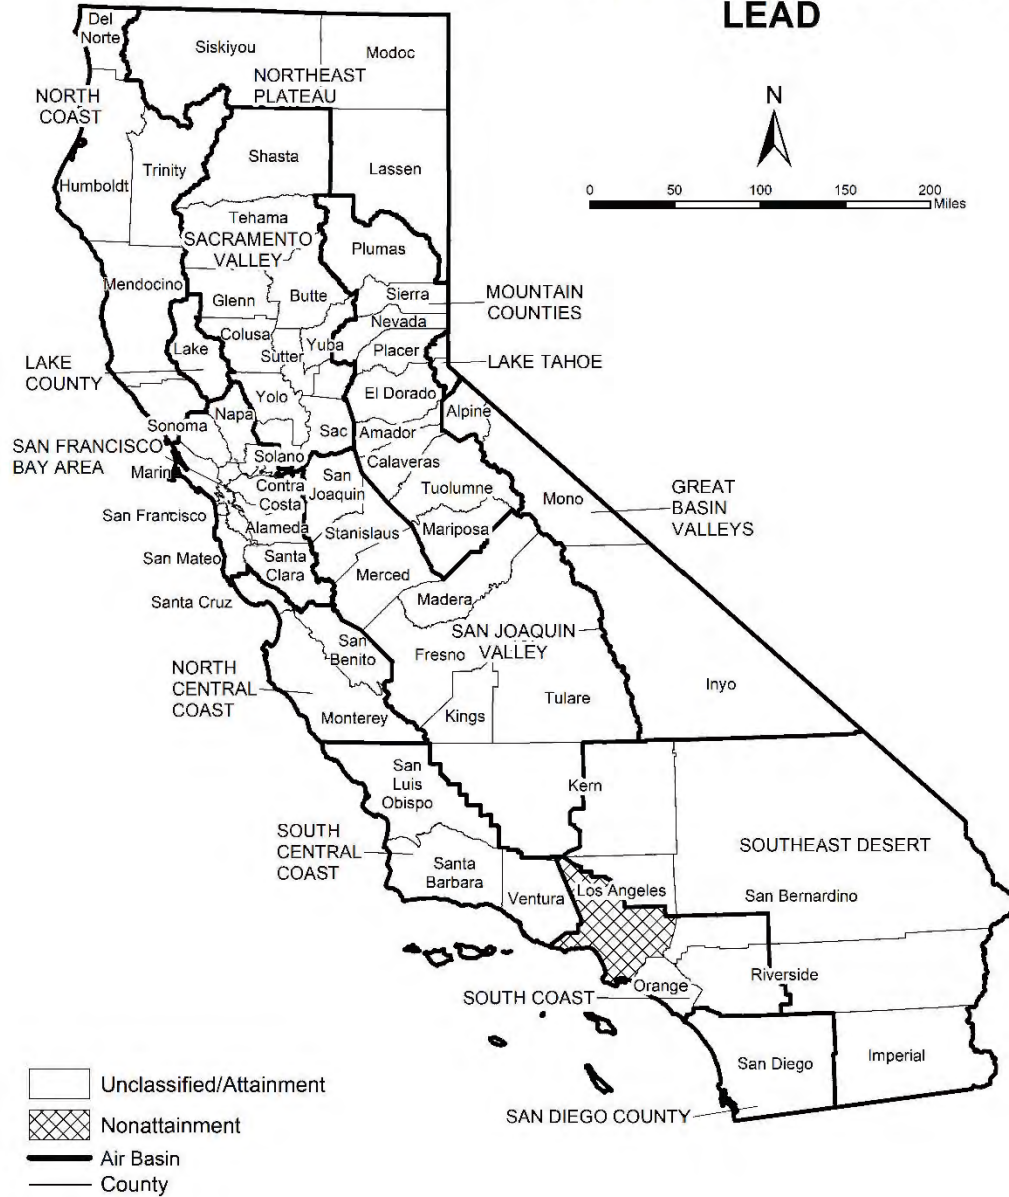 LEAD
N
0 50 100 150 200
Miles
Del
Norte
Siskiyou
Modoc
NORTHEAST
PLATEAU
NORTH
COAST
Shasta
Lassen
Trinity
Humboldt
Tehama
SACRAMENTO
VALLEY
Plumas
Mendocino
Glenn
Butte
Sierra
MOUNTAIN
COUNTIES
Nevada
Colusa
Sutter
Yuba
Lake
Placer
LAKE TAHOE
LAKE
COUNTY
Yolo
El Dorado
Napa
Alpine
Sonoma
Sac
Amador
SAN FRANCISCO
BAY AREA
Solano
Calaveras
Marin
San
Joaquin
Contra
Costa
Tuolumne
Mono
GREAT
BASIN
VALLEYS
San Francisco
Alameda
Stanislaus
Mariposa
San Mateo
Santa
Clara
Merced
Santa Cruz
Madera
San
Benito
Fresno
SAN JOAQUIN
VALLEY
NORTH
CENTRAL
COAST
Monterey
Kings
Tulare
Inyo
San
Luis
Obispo
Kern
SOUTH
CENTRAL
COAST
SOUTHEAST DESERT
Santa
Barbara
Ventura
Los Angeles
San Bernardino
Riverside
Orange
SOUTH COAST
San Diego
Imperial
SAN DIEGO COUNTY
Unclassified/Attainment
Nonattainment
Air Basin
County